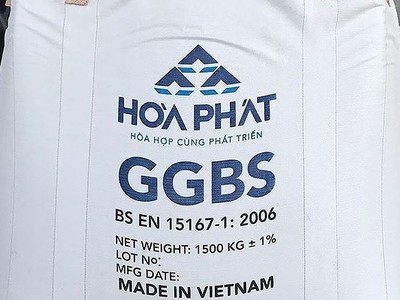 HÒA PHÁT
HÒA HỢP CÙNG PHÁT TRIỂN
GGBS
BS EN 15167-1: 2006
NET WEIGHT: 1500 KG ± 1%
LOT No:
MFG DATE:
MADE IN VIETNAM